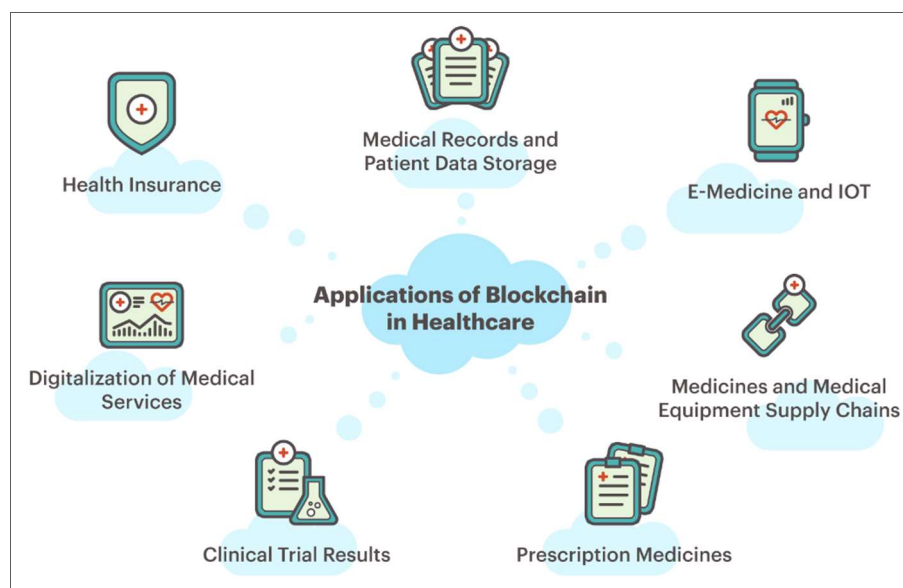 Medical Records and
Patient Data Storage
Health Insurance
E-Medicine and IOT
Applications of Blockchain
in Healthcare
Digitalization of Medical
Services
Medicines and Medical
Equipment Supply Chains
Clinical Trial Results
Prescription Medicines